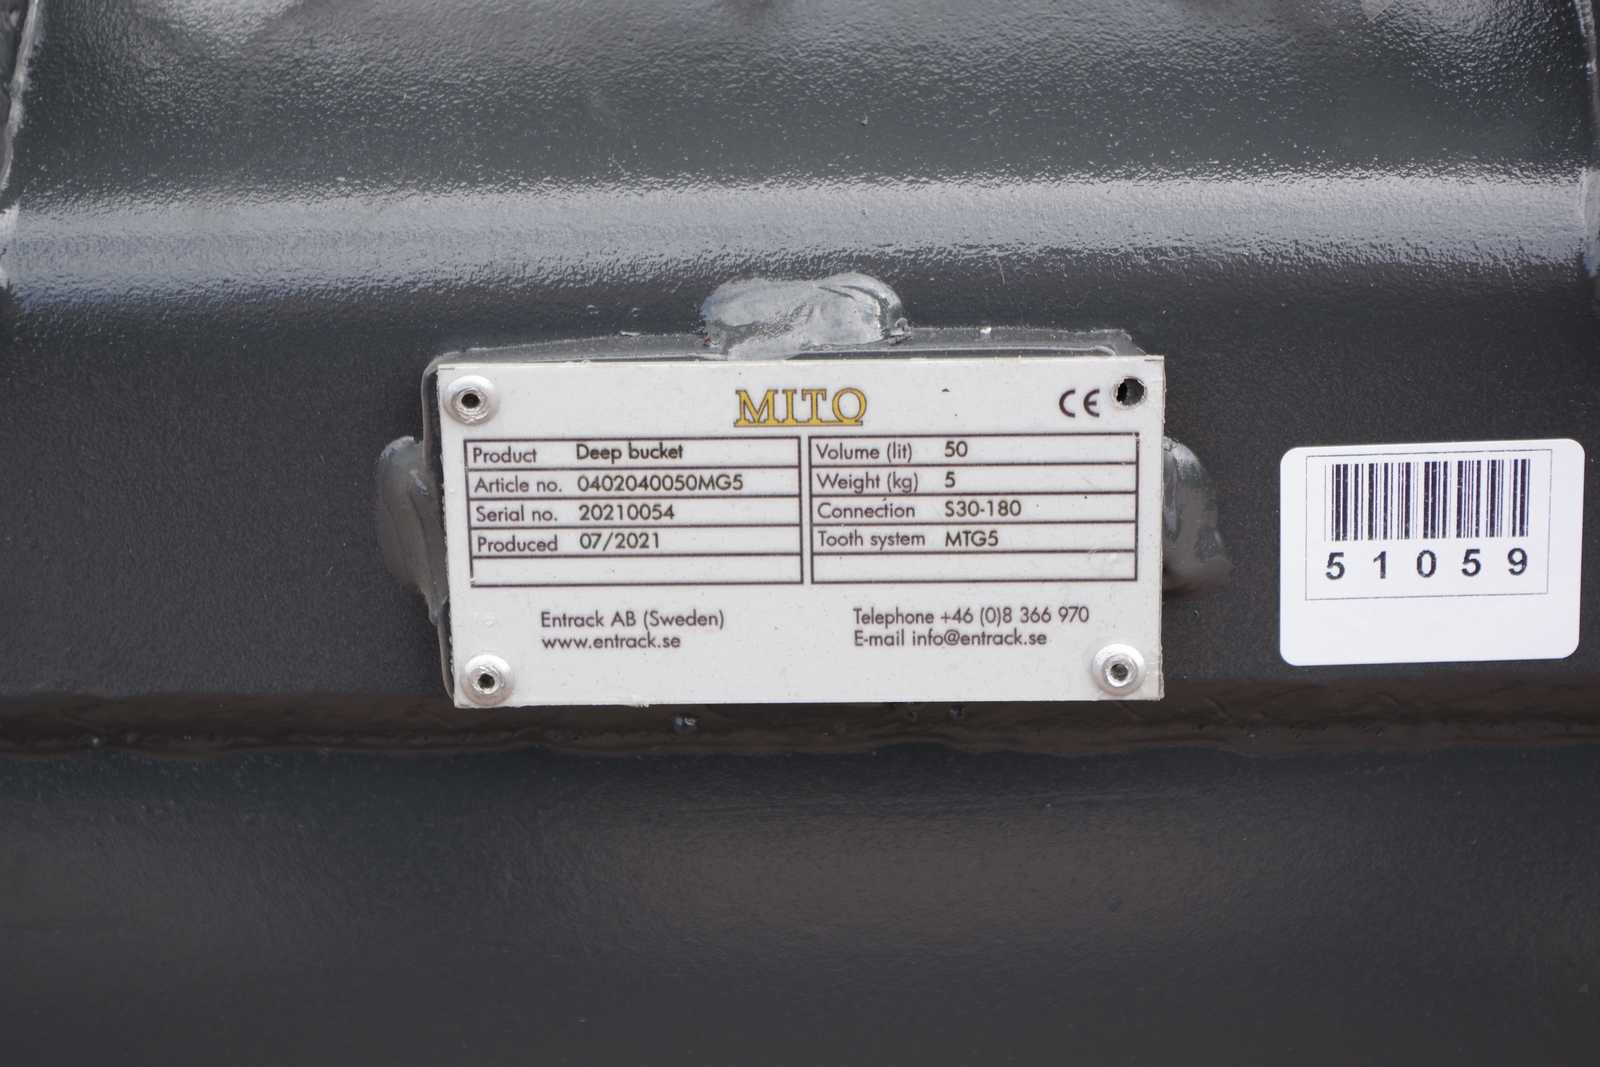 MITO
CE
Product Deep bucket
Article no. 0402040050MG5
Serial no. 20210054
Produced 07/2021
Volume (lit) 50
Weight (kg) 5
Connection S30-180
Tooth system MTG5
Entrack AB (Sweden)
www.entrack.se
Telephone +46 (0)8 366 970
E-mail info@entrack.se
51059